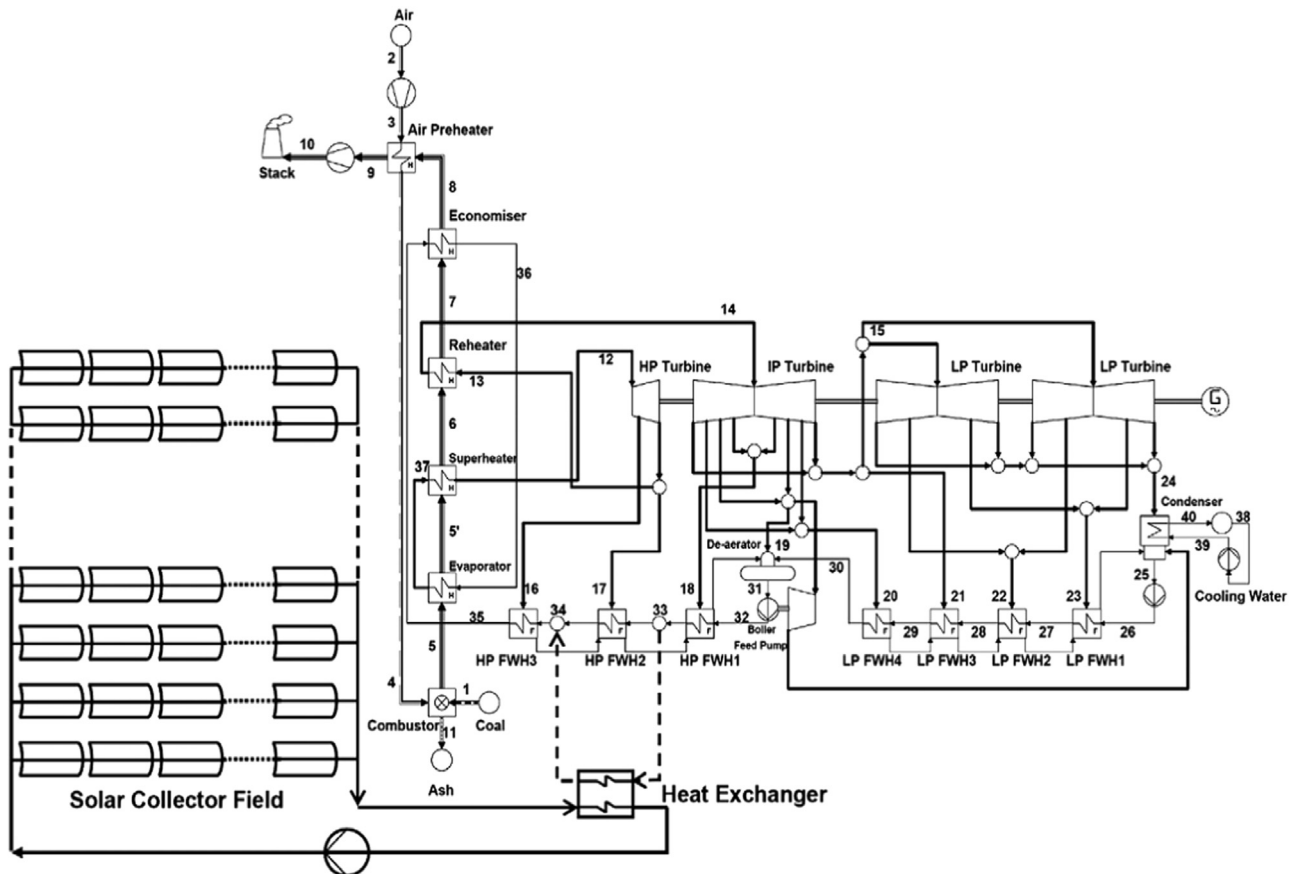 Air
2
3
Air Preheater
10
Stack
9
8
Economiser
36
7
14
15
Reheater
12
HP Turbine
IP Turbine
LP Turbine
LP Turbine
13
G
~
6
37
Superheater
24
Condenser
40
38
5'
De-aerator
19
39
30
Evaporator
25
16
17
18
31
20
21
22
23
Cooling Water
35
34
33
32
Boiler
29
28
27
26
Feed Pump
5
HP FWH3
HP FWH2
HP FWH1
LP FWH4
LP FWH3
LP FWH2
LP FWH1
4
1
Combustor
11
Coal
Ash
Solar Collector Field
Heat Exchanger
H
H
H
H
H
r
r
r
r
r
r
r